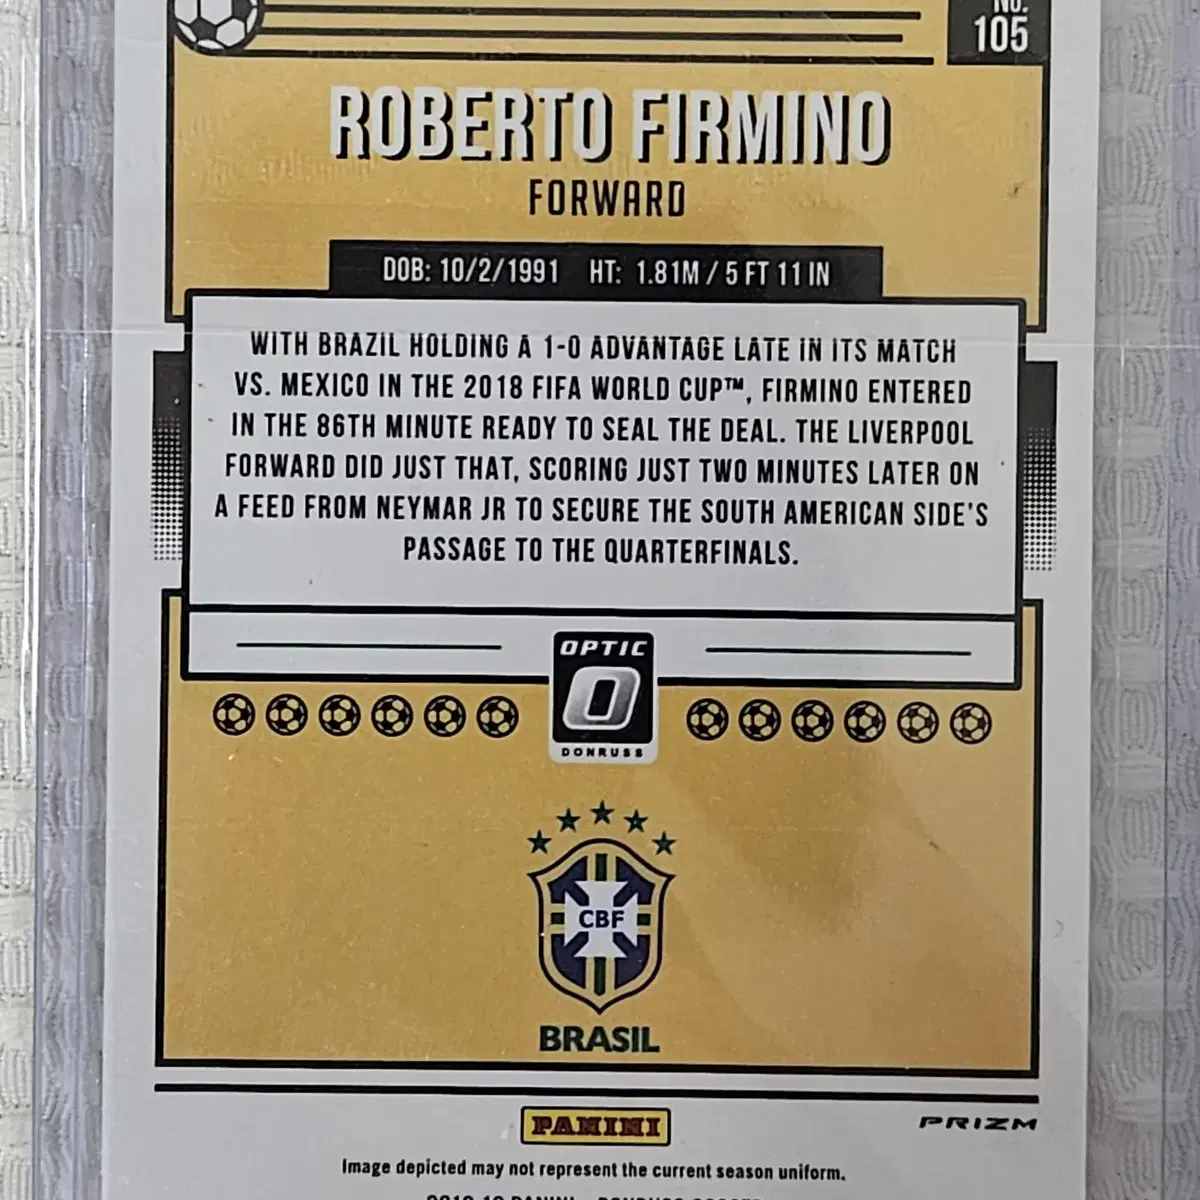 NO.
105
ROBERTO FIRMINO
FORWARD
DOB: 10/2/1991 HT: 1.81M / 5 FT 11 IN
WITH BRAZIL HOLDING A 1-0 ADVANTAGE LATE IN ITS MATCH
VS. MEXICO IN THE 2018 FIFA WORLD CUP™, FIRMINO ENTERED
IN THE 86TH MINUTE READY TO SEAL THE DEAL. THE LIVERPOOL
FORWARD DID JUST THAT, SCORING JUST TWO MINUTES LATER ON
A FEED FROM NEYMAR JR TO SECURE THE SOUTH AMERICAN SIDE'S
PASSAGE TO THE QUARTERFINALS.
OPTIC
DONRUSS
CBF
BRASIL
PANINI
PRIZM
Image depicted may not represent the current season uniform.